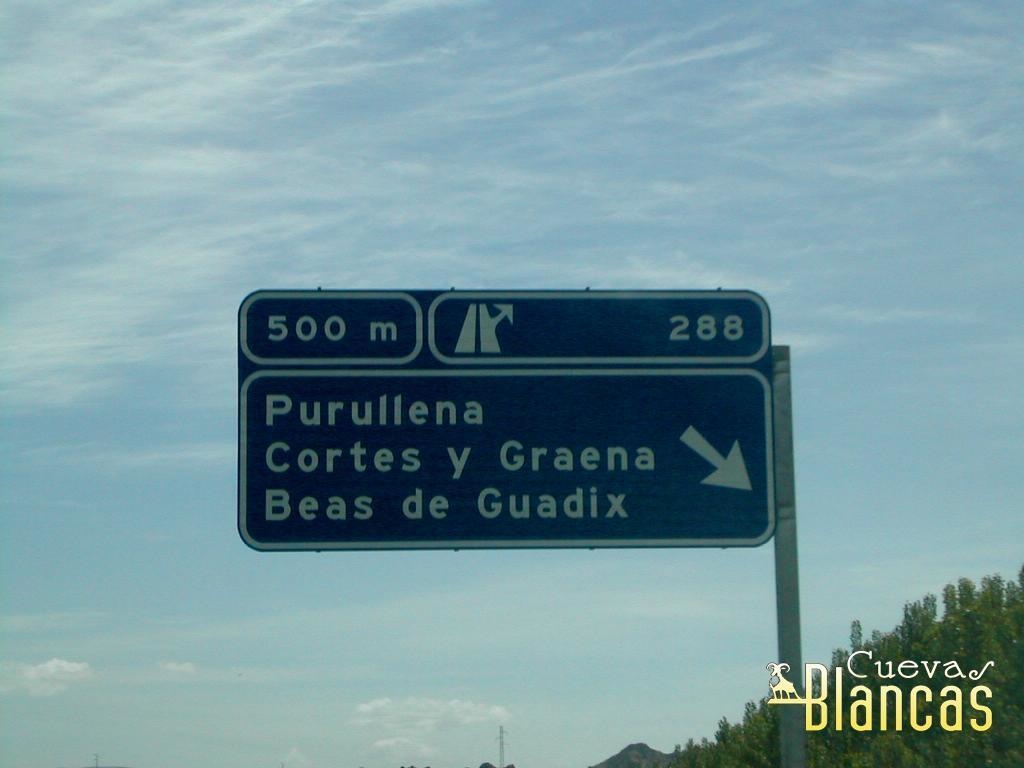 500 m 288
Purullena
Cortes y Graena
Beas de Guadix
Cuevas
Blancas